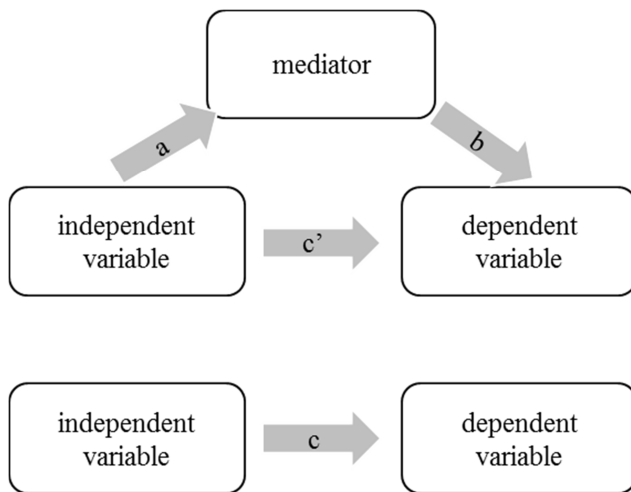 mediator
a
b
independent
variable
c’
dependent
variable
independent
variable
c
dependent
variable